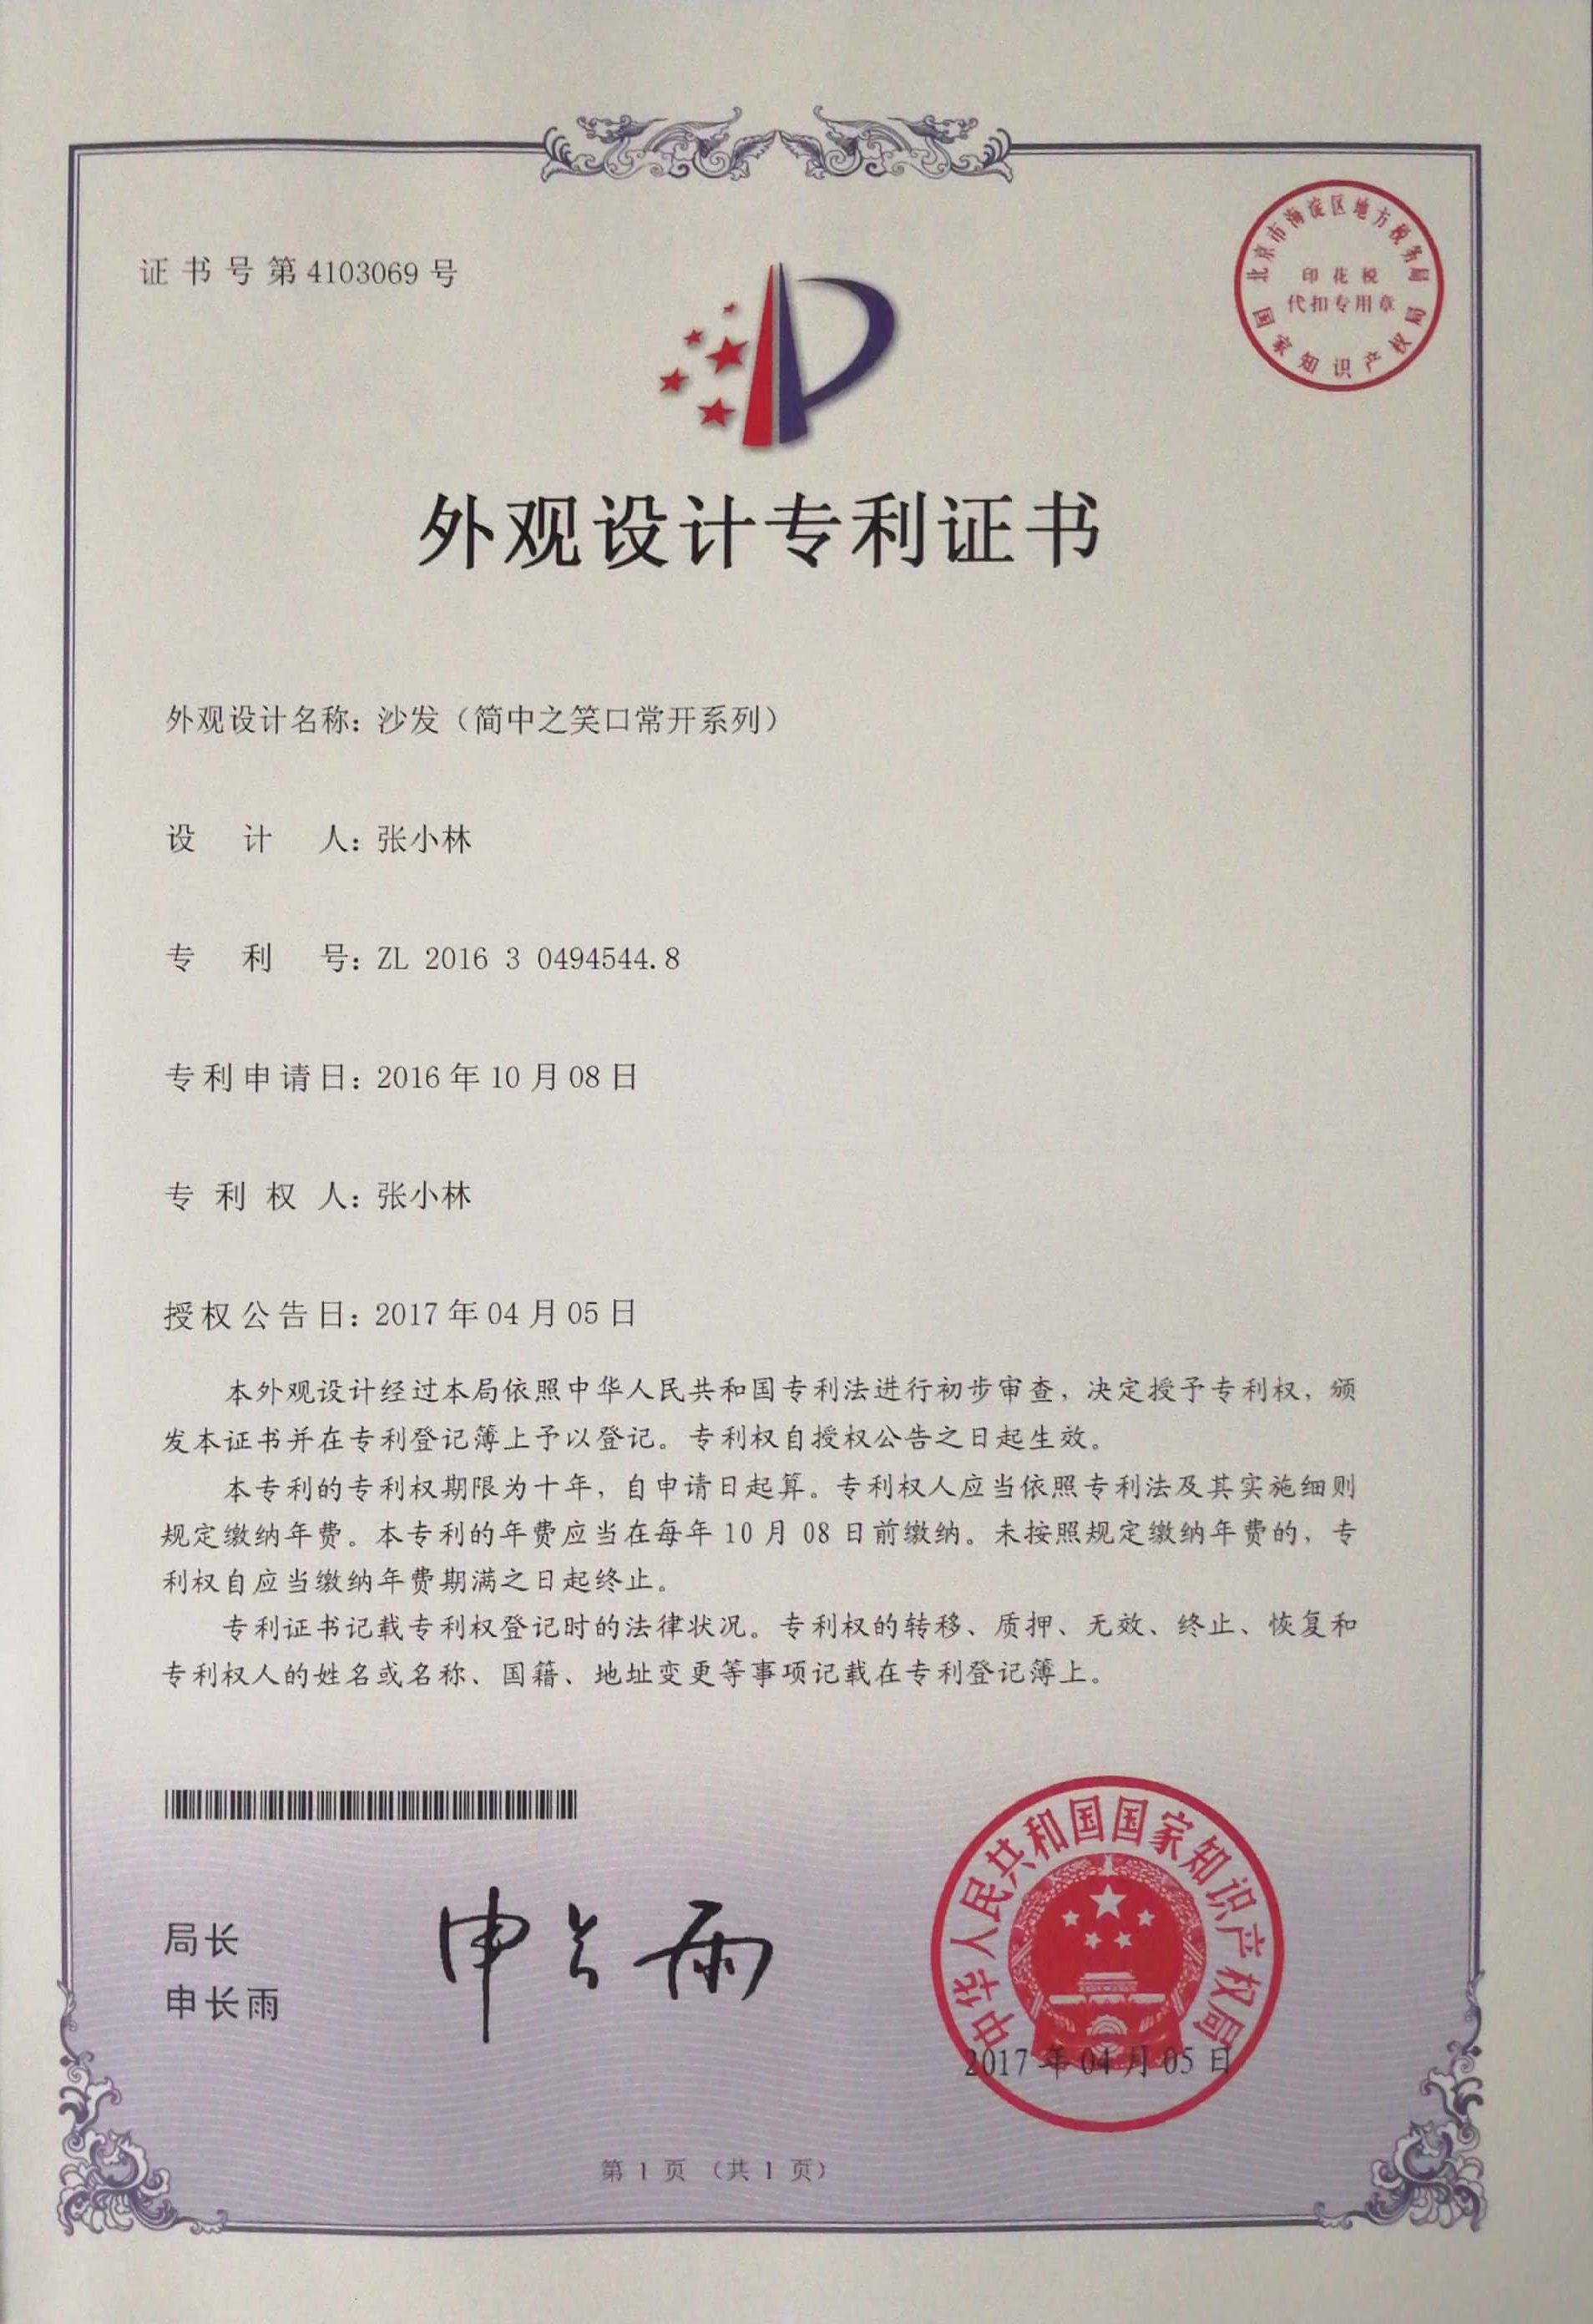 证书号第4103069号
北京市海淀区地方税务局
印花税
代扣专用章
国家知识产权局
外观设计专利证书
外观设计名称：沙发（简中之笑口常开系列）
设计人：张小林
专利号：ZL 2016 3 0494544.8
专利申请日：2016年10月08日
专利权人：张小林
授权公告日：2017年04月05日
本外观设计经过本局依照中华人民共和国专利法进行初步审查，决定授予专利权，颁
发本证书并在专利登记簿上予以登记。专利权自授权公告之日起生效。
本专利的专利权期限为十年，自申请日起算。专利权人应当依照专利法及其实施细则
规定缴纳年费。本专利的年费应当在每年10月08日前缴纳。未按照规定缴纳年费的，专
利权自应当缴纳年费期满之日起终止。
专利证书记载专利权登记时的法律状况。专利权的转移、质押、无效、终止、恢复和
专利权人的姓名或名称、国籍、地址变更等事项记载在专利登记簿上。
局长
申长雨
申长雨
中华人民共和国国家知识产权局
2017年04月05日
第1页（共1页）